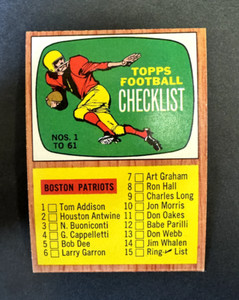 TOPPS
FOOTBALL
CHECKLIST
NOS. 1
TO 61
BOSTON PATRIOTS
1 Tom Addison
2 Houston Antwine
3 N. Buoniconti
4 G. Cappelletti
5 Bob Dee
6 Larry Garron
7 Art Graham
8 Ron Hall
9 Charles Long
10 Jon Morris
11 Don Oakes
12 Babe Parilli
13 Don Webb
14 Jim Whalen
15 Ring List